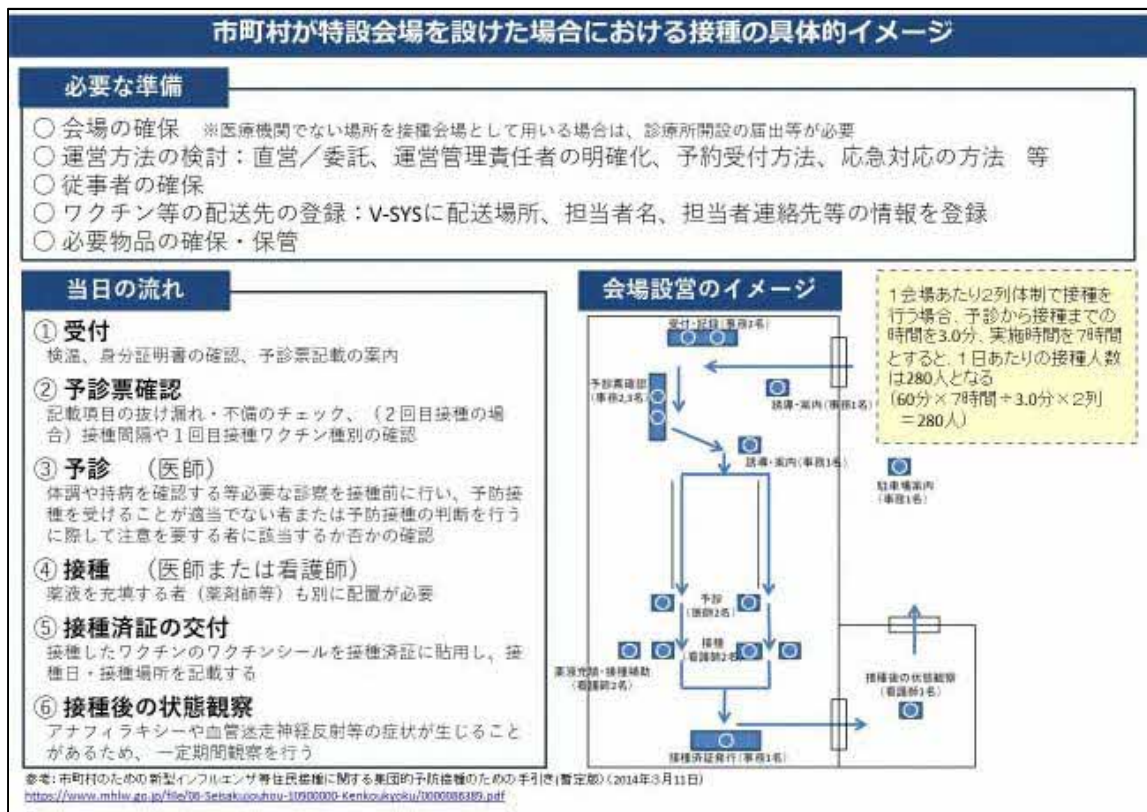 市町村が特設会場を設けた場合における接種の具体的イメージ
必要な準備
○ 会場の確保 ※医療機関でない場所を接種会場として用いる場合は、診療所開設の届出等が必要
○ 運営方法の検討：直営／委託、運営管理責任者の明確化、予約受付方法、応急対応の方法 等
○ 従事者の確保
○ ワクチン等の配送先の登録：V-SYSに配送場所、担当者名、担当者連絡先等の情報を登録
○ 必要物品の確保・保管
当日の流れ
① 受付
検温、身分証明書の確認、予診票記載の案内
② 予診票確認
記載項目の抜け漏れ・不備のチェック、（２回目接種の場
合）接種間隔や１回目接種ワクチン種別の確認
③ 予診 （医師）
体調や持病を確認する等必要な診察を接種前に行い、予防接
種を受けることが適当でない者または予防接種の判断を行う
に際して注意を要する者に該当するか否かの確認
④ 接種 （医師または看護師）
薬液を充填する者（薬剤師等）も別に配置が必要
⑤ 接種済証の交付
接種したワクチンのワクチンシールを接種済証に貼用し、接
種日・接種場所を記載する
⑥ 接種後の状態観察
アナフィラキシーや血管迷走神経反射等の症状が生じること
があるため、一定期間観察を行う
会場設営のイメージ
受付・記録(事務2名)
予診票確認
(事務2,3名)
誘導・案内(事務1名)
誘導・案内(事務1名)
駐車場案内
(事務1名)
予診
(医師2名)
接種
(看護師2名)
薬液充填・接種補助
(看護師2名)
接種後の状態観察
(看護師1名)
接種済証発行(事務1名)
１会場あたり２列体制で接種を
行う場合、予診から接種までの
時間を3.0分、実施時間を7時間
とすると、１日あたりの接種人数
は280人となる
(60分×7時間÷3.0分×2列
＝280人)
参考：市町村のための新型インフルエンザ等住民接種に関する集団的予防接種のための手引き(暫定版)(2014年3月11日)
https://www.mhlw.go.jp/file/06-Seisakujouhou-10900000-Kenkoukyoku/0000086389.pdf